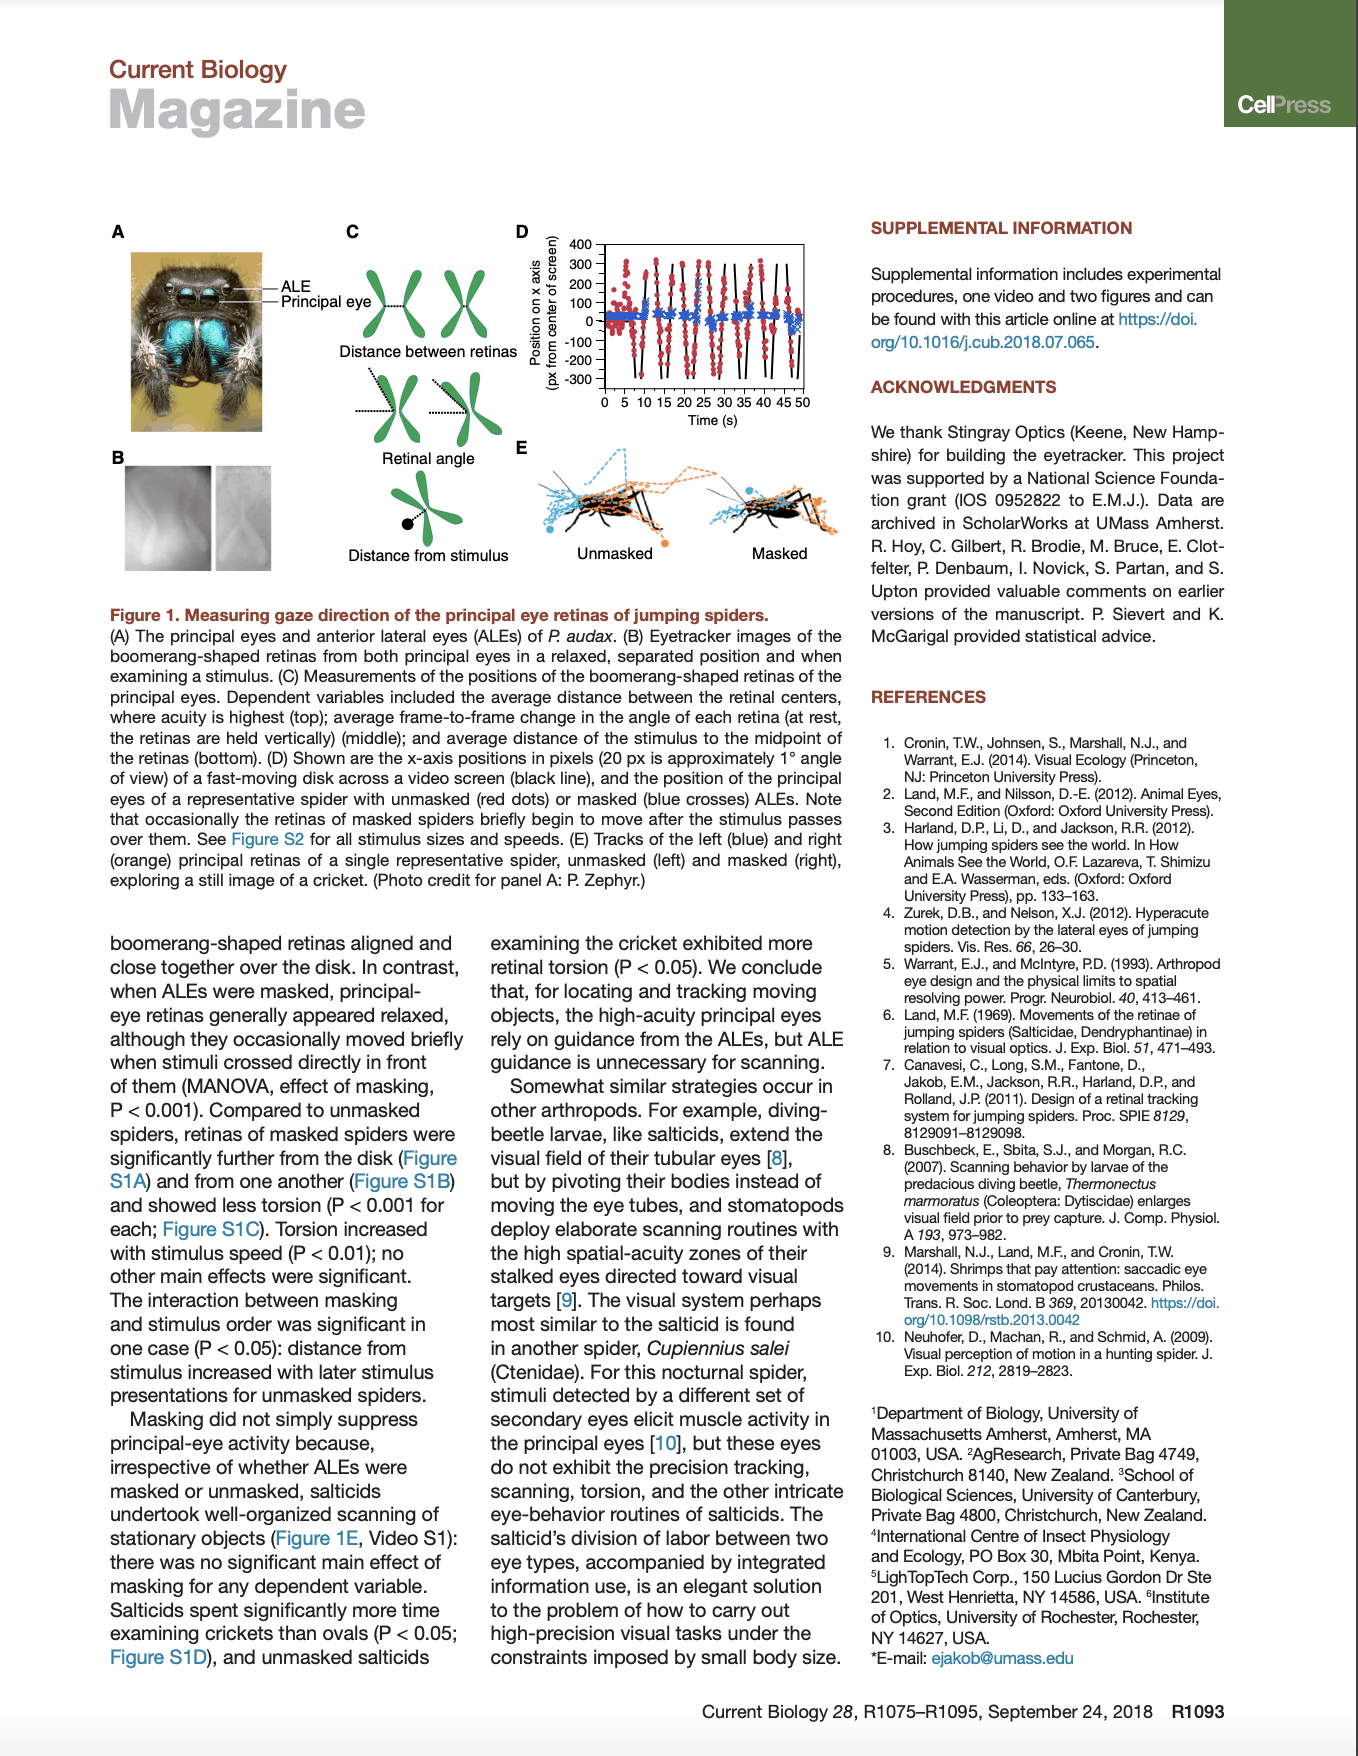 Current Biology
Magazine
CellPress
A
ALE
Principal eye
B
C
Distance between retinas
Retinal angle
Distance from stimulus
D
Position on x axis
(px from center of screen)
400
300
200
100
0
-100
-200
-300
0 5 10 15 20 25 30 35 40 45 50
Time (s)
E
Unmasked
Masked
Figure 1. Measuring gaze direction of the principal eye retinas of jumping spiders.
(A) The principal eyes and anterior lateral eyes (ALEs) of P. audax. (B) Eyetracker images of the
boomerang-shaped retinas from both principal eyes in a relaxed, separated position and when
examining a stimulus. (C) Measurements of the positions of the boomerang-shaped retinas of the
principal eyes. Dependent variables included the average distance between the retinal centers,
where acuity is highest (top); average frame-to-frame change in the angle of each retina (at rest,
the retinas are held vertically) (middle); and average distance of the stimulus to the midpoint of
the retinas (bottom). (D) Shown are the x-axis positions in pixels (20 px is approximately 1° angle
of view) of a fast-moving disk across a video screen (black line), and the position of the principal
eyes of a representative spider with unmasked (red dots) or masked (blue crosses) ALEs. Note
that occasionally the retinas of masked spiders briefly begin to move after the stimulus passes
over them. See Figure S2 for all stimulus sizes and speeds. (E) Tracks of the left (blue) and right
(orange) principal retinas of a single representative spider, unmasked (left) and masked (right),
exploring a still image of a cricket. (Photo credit for panel A: P. Zephyr.)
boomerang-shaped retinas aligned and
close together over the disk. In contrast,
when ALEs were masked, principal-
eye retinas generally appeared relaxed,
although they occasionally moved briefly
when stimuli crossed directly in front
of them (MANOVA, effect of masking,
P < 0.001). Compared to unmasked
spiders, retinas of masked spiders were
significantly further from the disk (Figure
S1A) and from one another (Figure S1B)
and showed less torsion (P < 0.001 for
each; Figure S1C). Torsion increased
with stimulus speed (P < 0.01); no
other main effects were significant.
The interaction between masking
and stimulus order was significant in
one case (P < 0.05): distance from
stimulus increased with later stimulus
presentations for unmasked spiders.
Masking did not simply suppress
principal-eye activity because,
irrespective of whether ALEs were
masked or unmasked, salticids
undertook well-organized scanning of
stationary objects (Figure 1E, Video S1):
there was no significant main effect of
masking for any dependent variable.
Salticids spent significantly more time
examining crickets than ovals (P < 0.05;
Figure S1D), and unmasked salticids
examining the cricket exhibited more
retinal torsion (P < 0.05). We conclude
that, for locating and tracking moving
objects, the high-acuity principal eyes
rely on guidance from the ALEs, but ALE
guidance is unnecessary for scanning.
Somewhat similar strategies occur in
other arthropods. For example, diving-
beetle larvae, like salticids, extend the
visual field of their tubular eyes [8],
but by pivoting their bodies instead of
moving the eye tubes, and stomatopods
deploy elaborate scanning routines with
the high spatial-acuity zones of their
stalked eyes directed toward visual
targets [9]. The visual system perhaps
most similar to the salticid is found
in another spider, Cupiennius salei
(Ctenidae). For this nocturnal spider,
stimuli detected by a different set of
secondary eyes elicit muscle activity in
the principal eyes [10], but these eyes
do not exhibit the precision tracking,
scanning, torsion, and the other intricate
eye-behavior routines of salticids. The
salticid's division of labor between two
eye types, accompanied by integrated
information use, is an elegant solution
to the problem of how to carry out
high-precision visual tasks under the
constraints imposed by small body size.
SUPPLEMENTAL INFORMATION
Supplemental information includes experimental
procedures, one video and two figures and can
be found with this article online at https://doi.
org/10.1016/j.cub.2018.07.065.
ACKNOWLEDGMENTS
We thank Stingray Optics (Keene, New Hamp-
shire) for building the eyetracker. This project
was supported by a National Science Founda-
tion grant (IOS 0952822 to E.M.J.). Data are
archived in ScholarWorks at UMass Amherst.
R. Hoy, C. Gilbert, R. Brodie, M. Bruce, E. Clot-
felter, P. Denbaum, I. Novick, S. Partan, and S.
Upton provided valuable comments on earlier
versions of the manuscript. P. Sievert and K.
McGarigal provided statistical advice.
REFERENCES
1. Cronin, T.W., Johnsen, S., Marshall, N.J., and
Warrant, E.J. (2014). Visual Ecology (Princeton,
NJ: Princeton University Press).
2. Land, M.F., and Nilsson, D.-E. (2012). Animal Eyes,
Second Edition (Oxford: Oxford University Press).
3. Harland, D.P., Li, D., and Jackson, R.R. (2012).
How jumping spiders see the world. In How
Animals See the World, O.F. Lazareva, T. Shimizu
and E.A. Wasserman, eds. (Oxford: Oxford
University Press), pp. 133–163.
4. Zurek, D.B., and Nelson, X.J. (2012). Hyperacute
motion detection by the lateral eyes of jumping
spiders. Vis. Res. 66, 26–30.
5. Warrant, E.J., and McIntyre, P.D. (1993). Arthropod
eye design and the physical limits to spatial
resolving power. Progr. Neurobiol. 40, 413–461.
6. Land, M.F. (1969). Movements of the retinae of
jumping spiders (Salticidae, Dendryphantinae) in
relation to visual optics. J. Exp. Biol. 51, 471–493.
7. Canavesi, C., Long, S.M., Fantone, D.,
Jakob, E.M., Jackson, R.R., Harland, D.P., and
Rolland, J.P. (2011). Design of a retinal tracking
system for jumping spiders. Proc. SPIE 8129,
8129091–8129098.
8. Buschbeck, E., Sbita, S.J., and Morgan, R.C.
(2007). Scanning behavior by larvae of the
predacious diving beetle, Thermonectus
marmoratus (Coleoptera: Dytiscidae) enlarges
visual field prior to prey capture. J. Comp. Physiol.
A 193, 973–982.
9. Marshall, N.J., Land, M.F., and Cronin, T.W.
(2014). Shrimps that pay attention: saccadic eye
movements in stomatopod crustaceans. Philos.
Trans. R. Soc. Lond. B 369, 20130042. https://doi.
org/10.1098/rstb.2013.0042
10. Neuhofer, D., Machan, R., and Schmid, A. (2009).
Visual perception of motion in a hunting spider. J.
Exp. Biol. 212, 2819–2823.
¹Department of Biology, University of
Massachusetts Amherst, Amherst, MA
01003, USA. ²AgResearch, Private Bag 4749,
Christchurch 8140, New Zealand. ³School of
Biological Sciences, University of Canterbury,
Private Bag 4800, Christchurch, New Zealand.
⁴International Centre of Insect Physiology
and Ecology, PO Box 30, Mbita Point, Kenya.
⁵LighTopTech Corp., 150 Lucius Gordon Dr Ste
201, West Henrietta, NY 14586, USA. ⁶Institute
of Optics, University of Rochester, Rochester,
NY 14627, USA.
*E-mail: ejakob@umass.edu
Current Biology 28, R1075–R1095, September 24, 2018 R1093